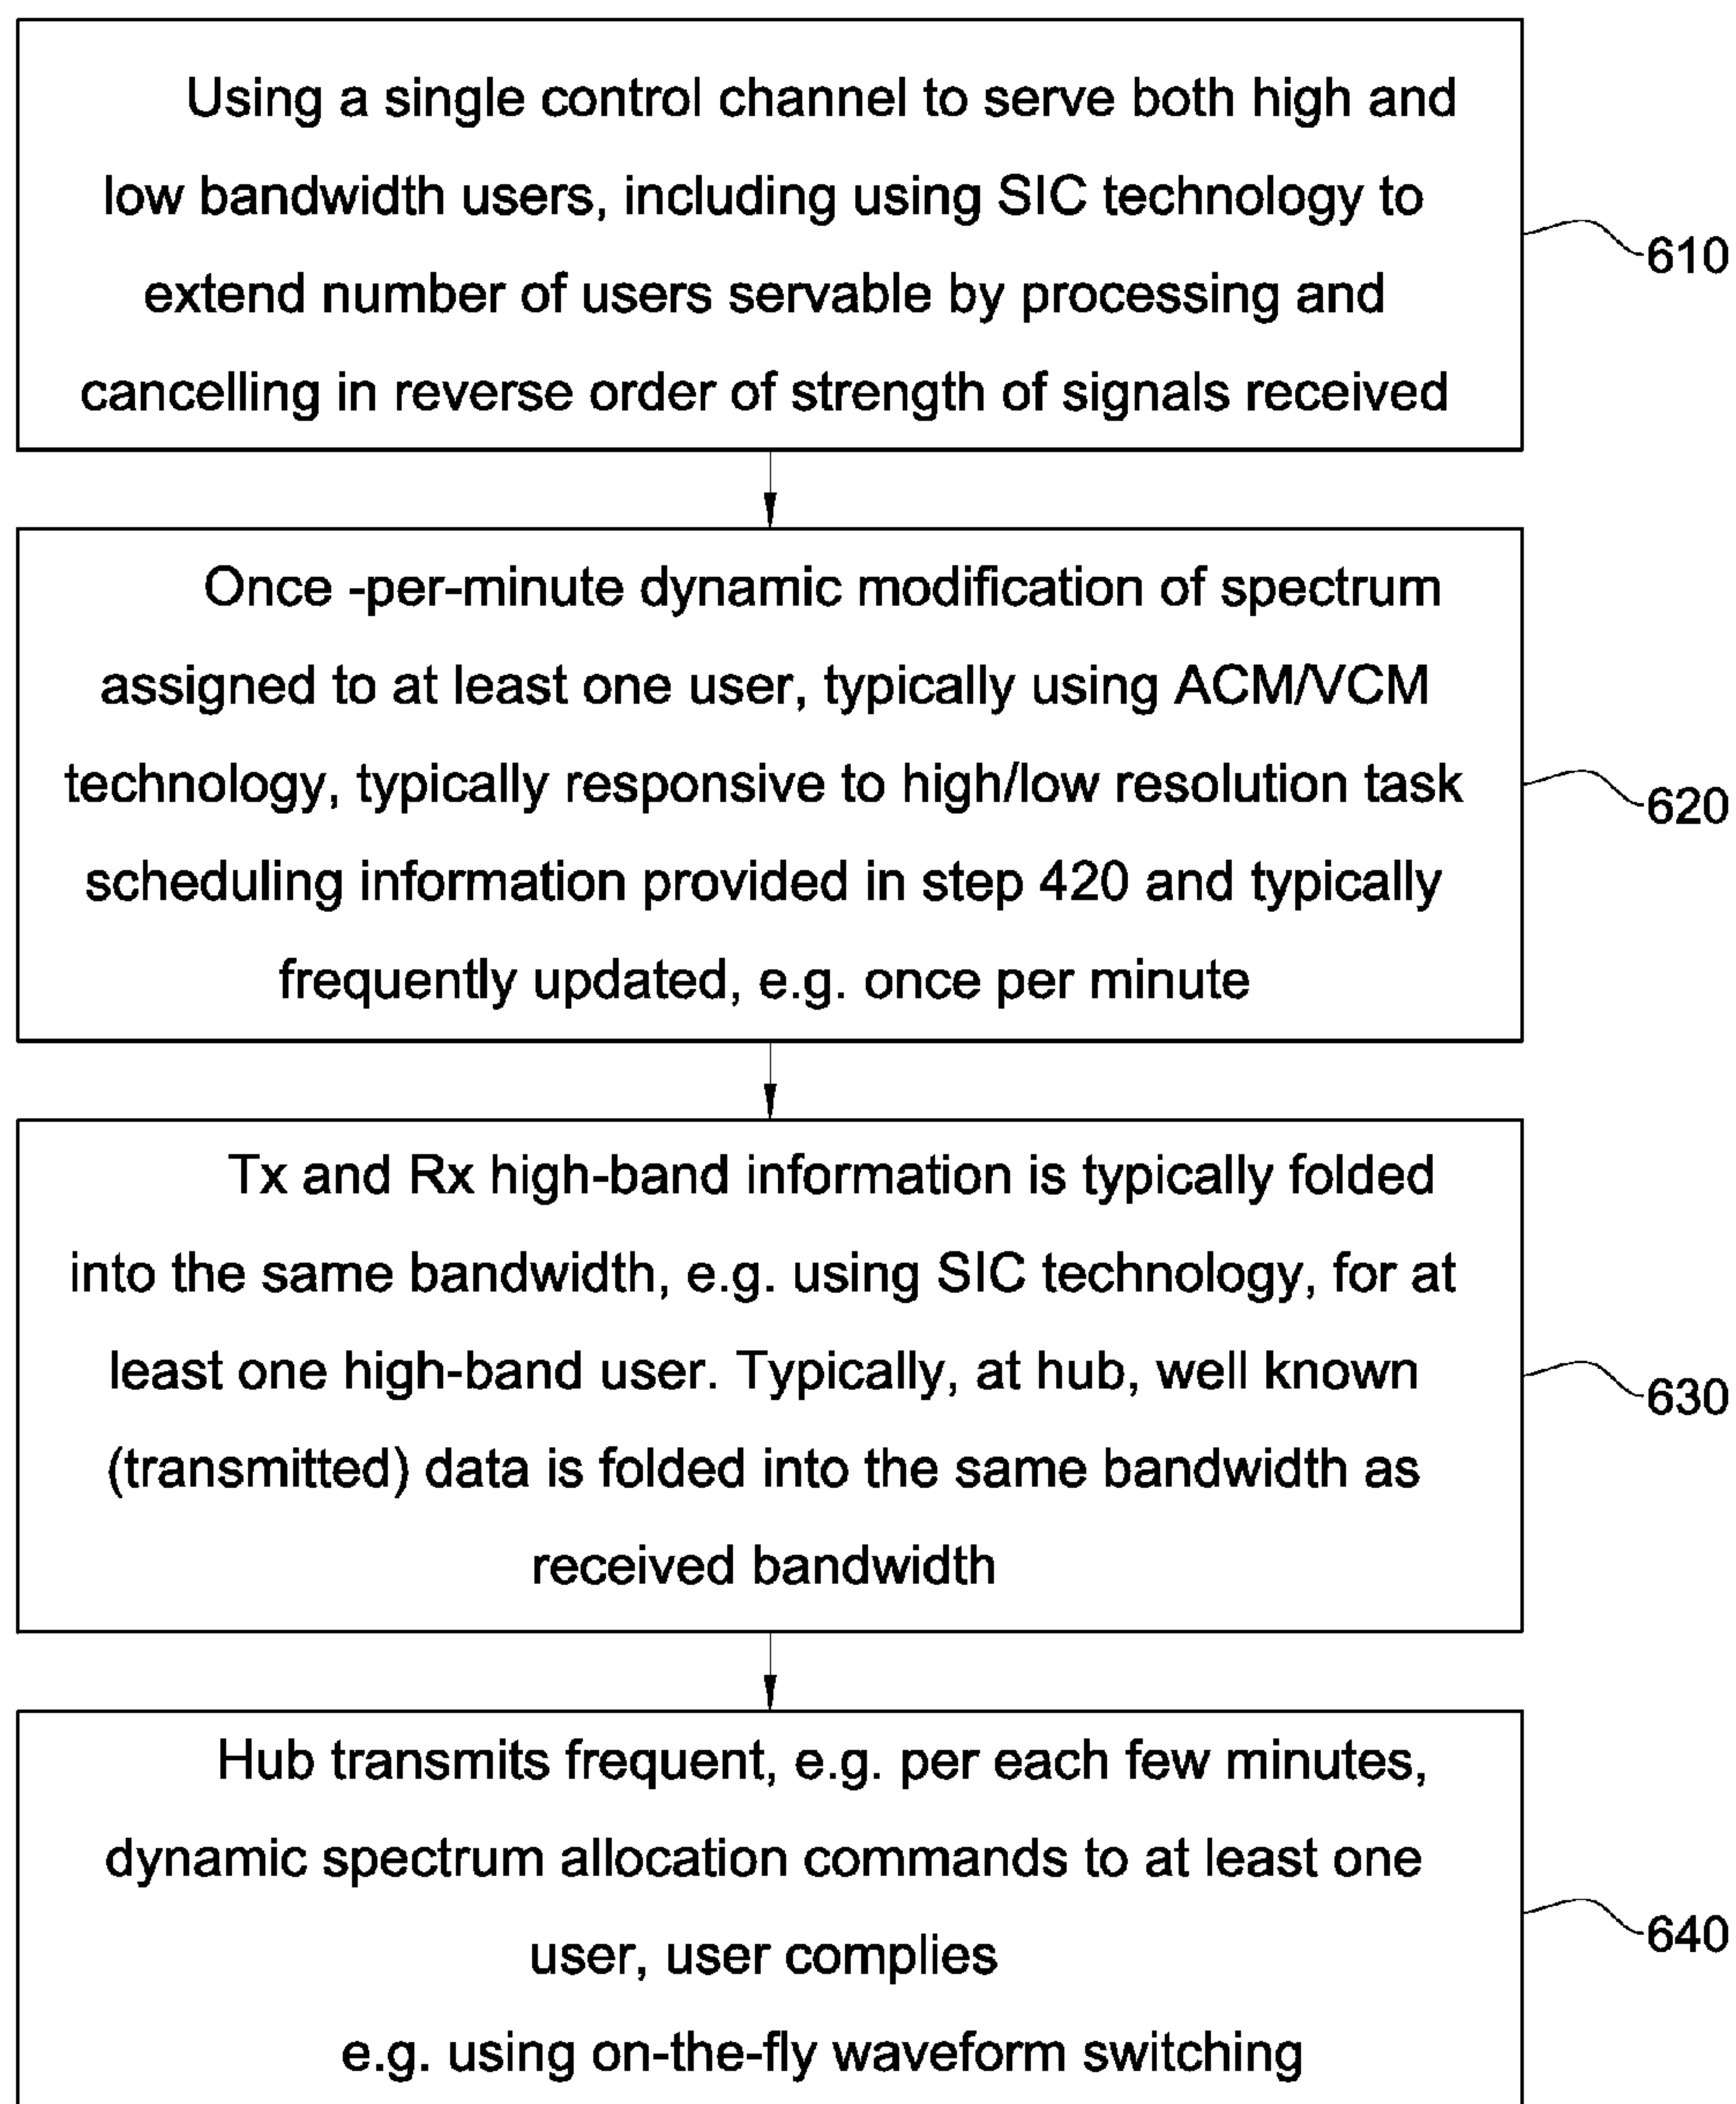 Using a single control channel to serve both high and
low bandwidth users, including using SIC technology to
extend number of users servable by processing and
cancelling in reverse order of strength of signals received
610
Once -per-minute dynamic modification of spectrum
assigned to at least one user, typically using ACM/VCM
technology, typically responsive to high/low resolution task
scheduling information provided in step 420 and typically
frequently updated, e.g. once per minute
620
Tx and Rx high-band information is typically folded
into the same bandwidth, e.g. using SIC technology, for at
least one high-band user. Typically, at hub, well known
(transmitted) data is folded into the same bandwidth as
received bandwidth
630
Hub transmits frequent, e.g. per each few minutes,
dynamic spectrum allocation commands to at least one
user, user complies
e.g. using on-the-fly waveform switching
640